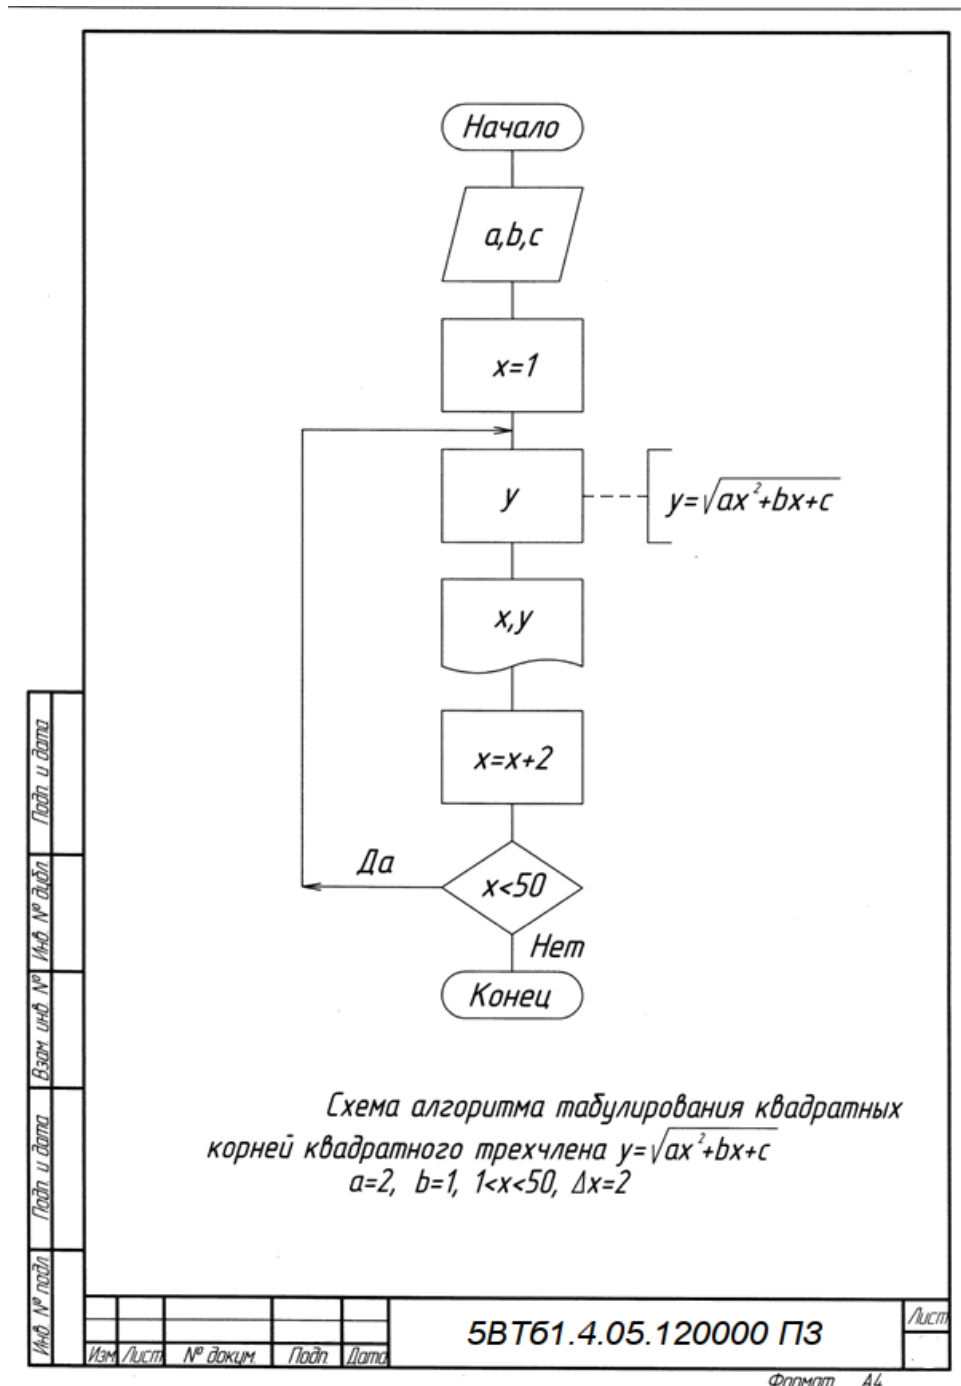 Начало
a,b,c
x=1
y
y=√ax²+bx+c
x,y
x=x+2
Да
x<50
Нет
Конец
Схема алгоритма табулирования квадратных
корней квадратного трехчлена y=√ax²+bx+c
a=2, b=1, 1<x<50, Δx=2
Подп. и дата
Инв. № дубл.
Взам. инв. №
Подп. и дата
Инв. № подл.
Изм Лист № докум. Подп. Дата
5ВТ61.4.05.120000 ПЗ
Лист
Формат А4